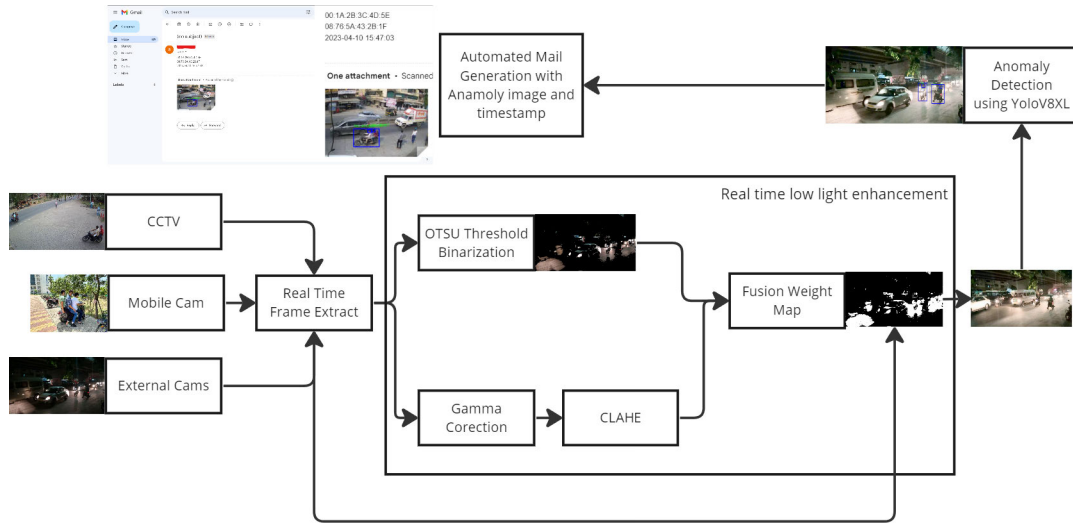 Gmail
00:1A:2B:3C:4D:5E
08:76:5A:43:2B:1F
2023-04-10 15:47:03
One attachment • Scanned
Automated Mail
Generation with
Anamoly image and
timestamp
Anomaly
Detection
using YoloV8XL
Real time low light enhancement
CCTV
OTSU Threshold
Binarization
Mobile Cam
Real Time
Frame Extract
Fusion Weight
Map
External Cams
Gamma
Corection
CLAHE